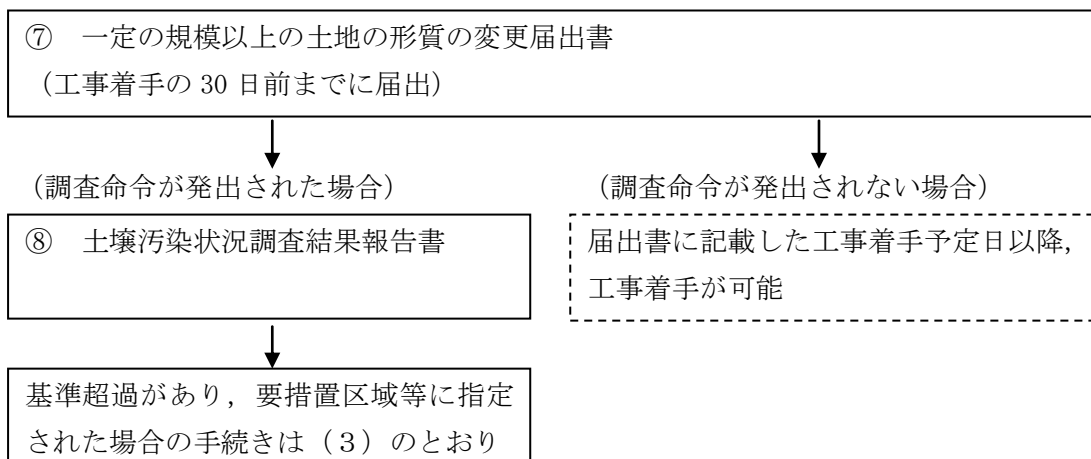 ⑦　一定の規模以上の土地の形質の変更届出書
（工事着手の 30 日前までに届出）
（調査命令が発出された場合）
（調査命令が発出されない場合）
⑧　土壌汚染状況調査結果報告書
届出書に記載した工事着手予定日以降，
工事着手が可能
基準超過があり，要措置区域等に指定
された場合の手続きは（３）のとおり